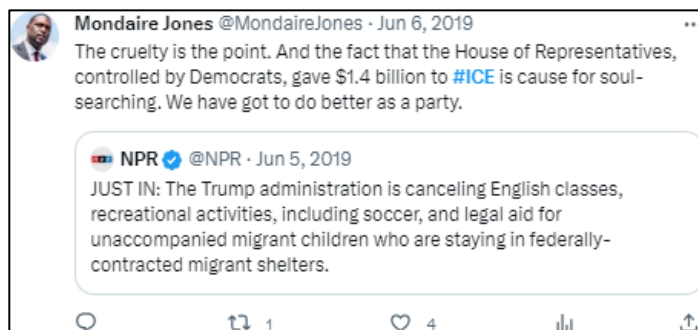 Mondaire Jones @MondaireJones · Jun 6, 2019
The cruelty is the point. And the fact that the House of Representatives,
controlled by Democrats, gave $1.4 billion to #ICE is cause for soul-
searching. We have got to do better as a party.
NPR @NPR · Jun 5, 2019
JUST IN: The Trump administration is canceling English classes,
recreational activities, including soccer, and legal aid for
unaccompanied migrant children who are staying in federally-
contracted migrant shelters.
1 4